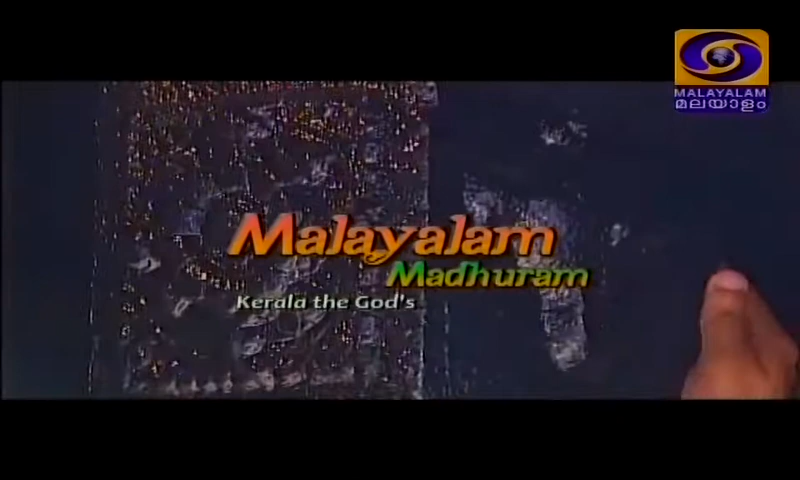 MALAYALAM
മലയാളം
Malayalam
Madhuram
Kerala the God's